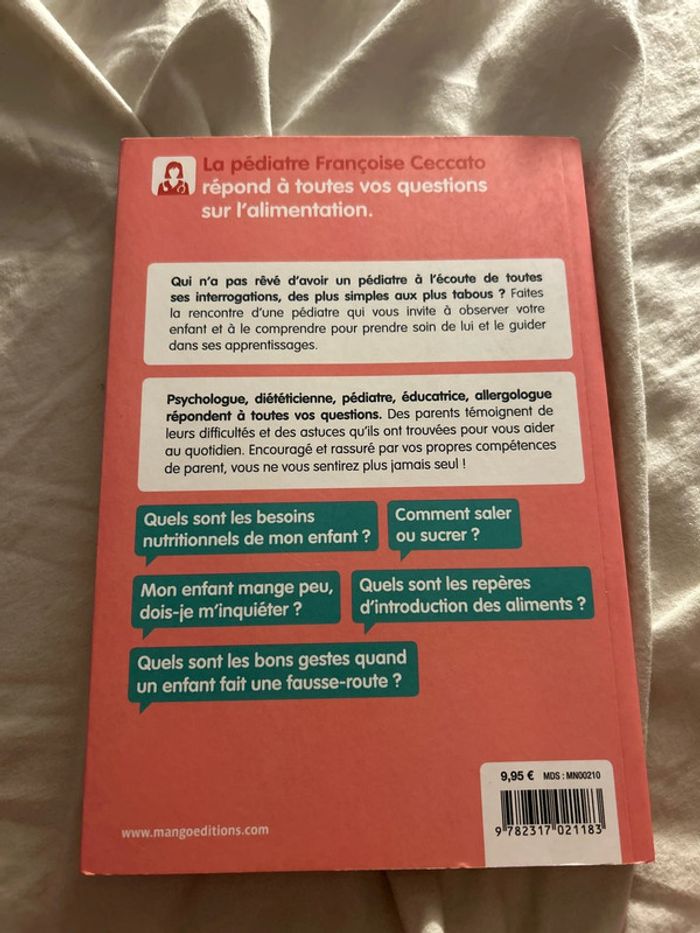 La pédiatre Françoise Ceccato
répond à toutes vos questions
sur l'alimentation.
Qui n'a pas rêvé d'avoir un pédiatre à l'écoute de toutes
ses interrogations, des plus simples aux plus tabous ? Faites
la rencontre d'une pédiatre qui vous invite à observer votre
enfant et à le comprendre pour prendre soin de lui et le guider
dans ses apprentissages.
Psychologue, diététicienne, pédiatre, éducatrice, allergologue
répondent à toutes vos questions. Des parents témoignent de
leurs difficultés et des astuces qu'ils ont trouvées pour vous aider
au quotidien. Encouragé et rassuré par vos propres compétences
de parent, vous ne vous sentirez plus jamais seul !
Quels sont les besoins
nutritionnels de mon enfant ?
Comment saler
ou sucrer ?
Mon enfant mange peu,
dois-je m'inquiéter ?
Quels sont les repères
d'introduction des aliments ?
Quels sont les bons gestes quand
un enfant fait une fausse-route ?
9,95 € MDS : MN00210
9 782317 021183
www.mangoeditions.com